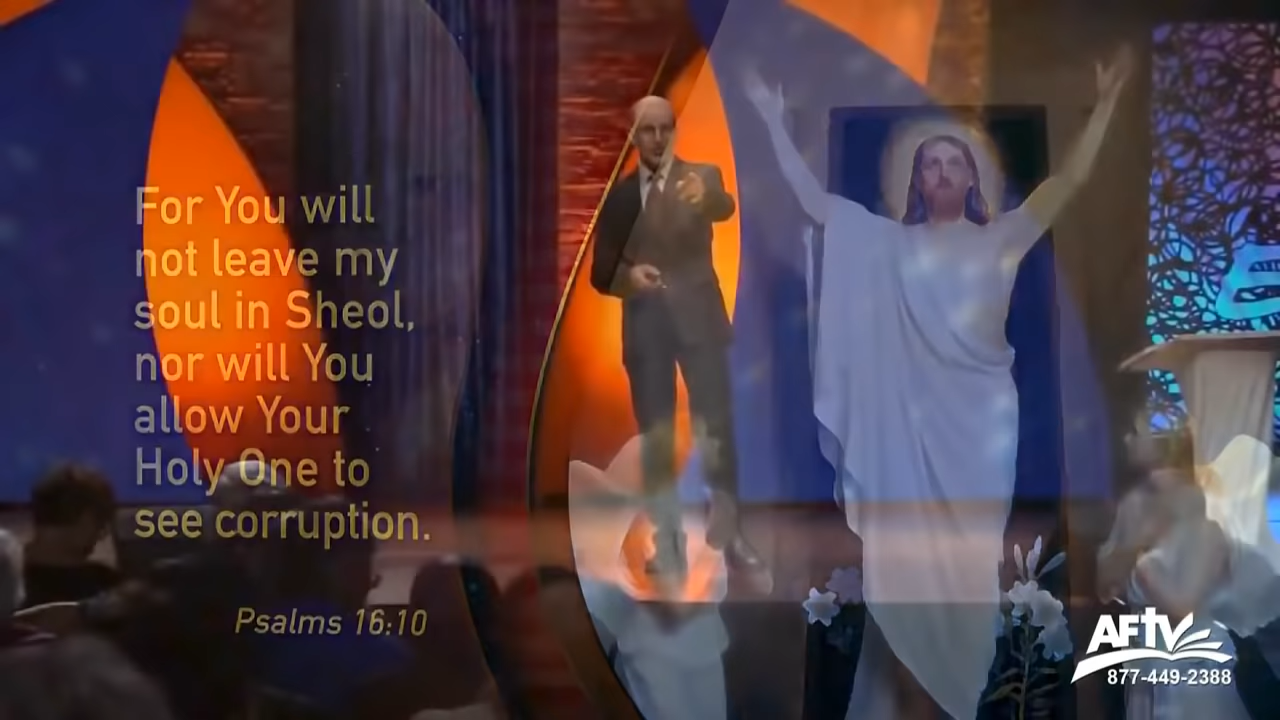 For You will
not leave my
soul in Sheol,
nor will You
allow Your
Holy One to
see corruption.
Psalms 16:10
AFTV
877-449-2388